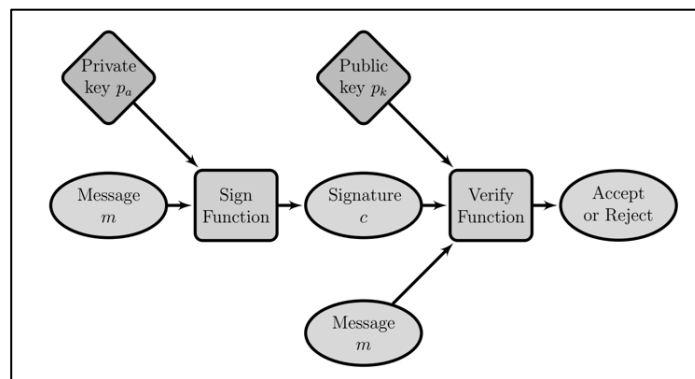 Private
key p_a
Public
key p_k
Message
m
Sign
Function
Signature
c
Verify
Function
Accept
or Reject
Message
m